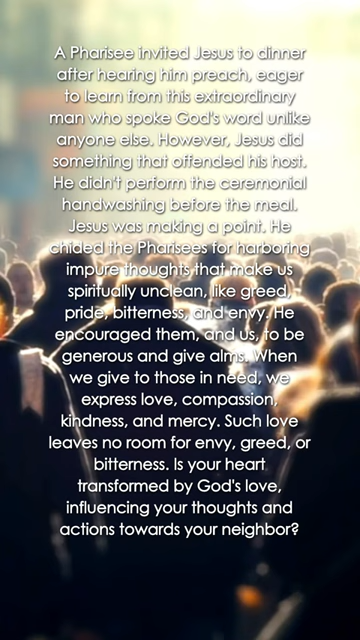 A Pharisee invited Jesus to dinner
after hearing him preach, eager
to learn from this extraordinary
man who spoke God's word unlike
anyone else. However, Jesus did
something that offended his host.
He didn't perform the ceremonial
handwashing before the meal.
Jesus was making a point. He
chided the Pharisees for harboring
impure thoughts that make us
spiritually unclean, like greed,
pride, bitterness, and envy. He
encouraged them, and us, to be
generous and give alms. When
we give to those in need, we
express love, compassion,
kindness, and mercy. Such love
leaves no room for envy, greed, or
bitterness. Is your heart
transformed by God's love,
influencing your thoughts and
actions towards your neighbor?